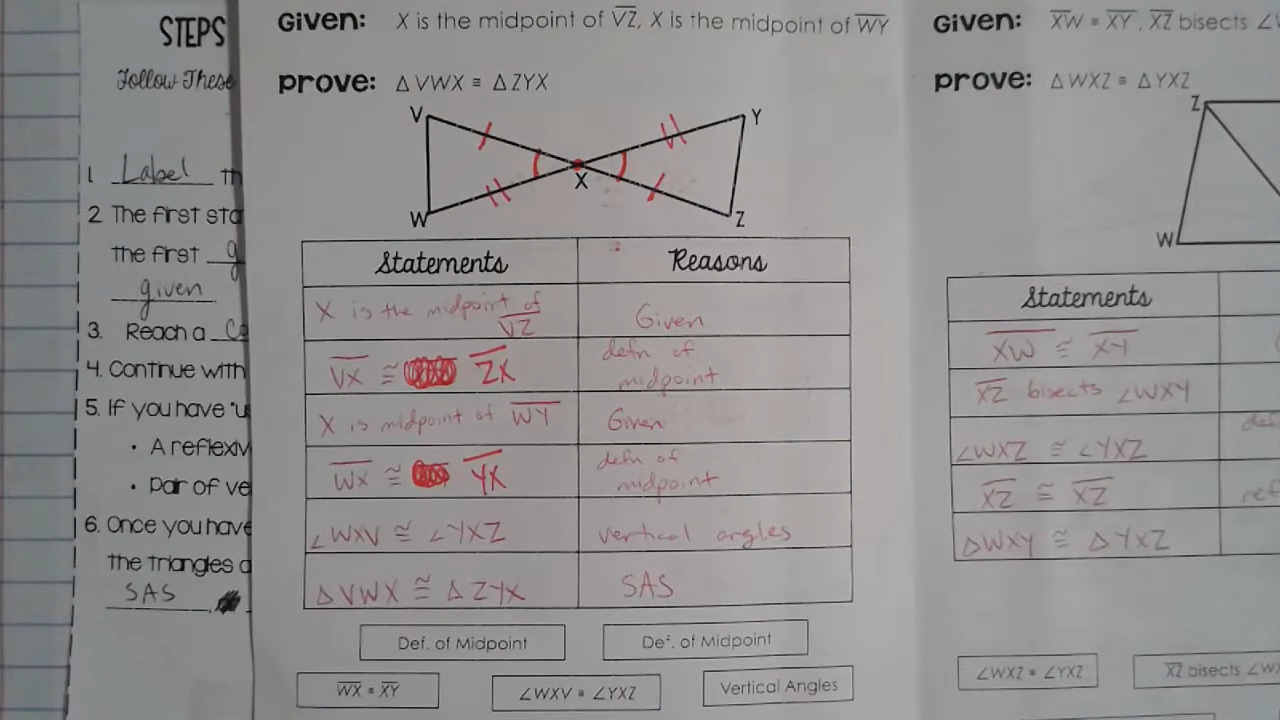 STEPS
Follow These
1. Label th
2. The first sta
the first g
given
3. Reach a
4. Continue with
5. If you have "u
• A reflexiv
• Pair of ve
6. Once you have
the triangles a
SAS
Given: X is the midpoint of VZ, X is the midpoint of WY
prove: △VWX ≅ △ZYX
V
Y
X
W
Z
Statements Reasons
X is the midpoint of VZ Given
VX ≅ ZX defn of midpoint
X is midpoint of WY Given
WX ≅ YX defn of midpoint
∠WXV ≅ ∠YXZ vertical angles
△VWX ≅ △ZYX SAS
Def. of Midpoint
Def. of Midpoint
WX ≅ XY
∠WXV ≅ ∠YXZ
Vertical Angles
Given: XW ≅ XY, XZ bisects ∠
prove: △WXZ ≅ △YXZ
Z
W
Statements
XW ≅ XY
XZ bisects ∠WXY
∠WXZ ≅ ∠YXZ def
XZ ≅ XZ ref
△WXY ≅ △YXZ
∠WXZ ≅ ∠YXZ
XZ bisects ∠W